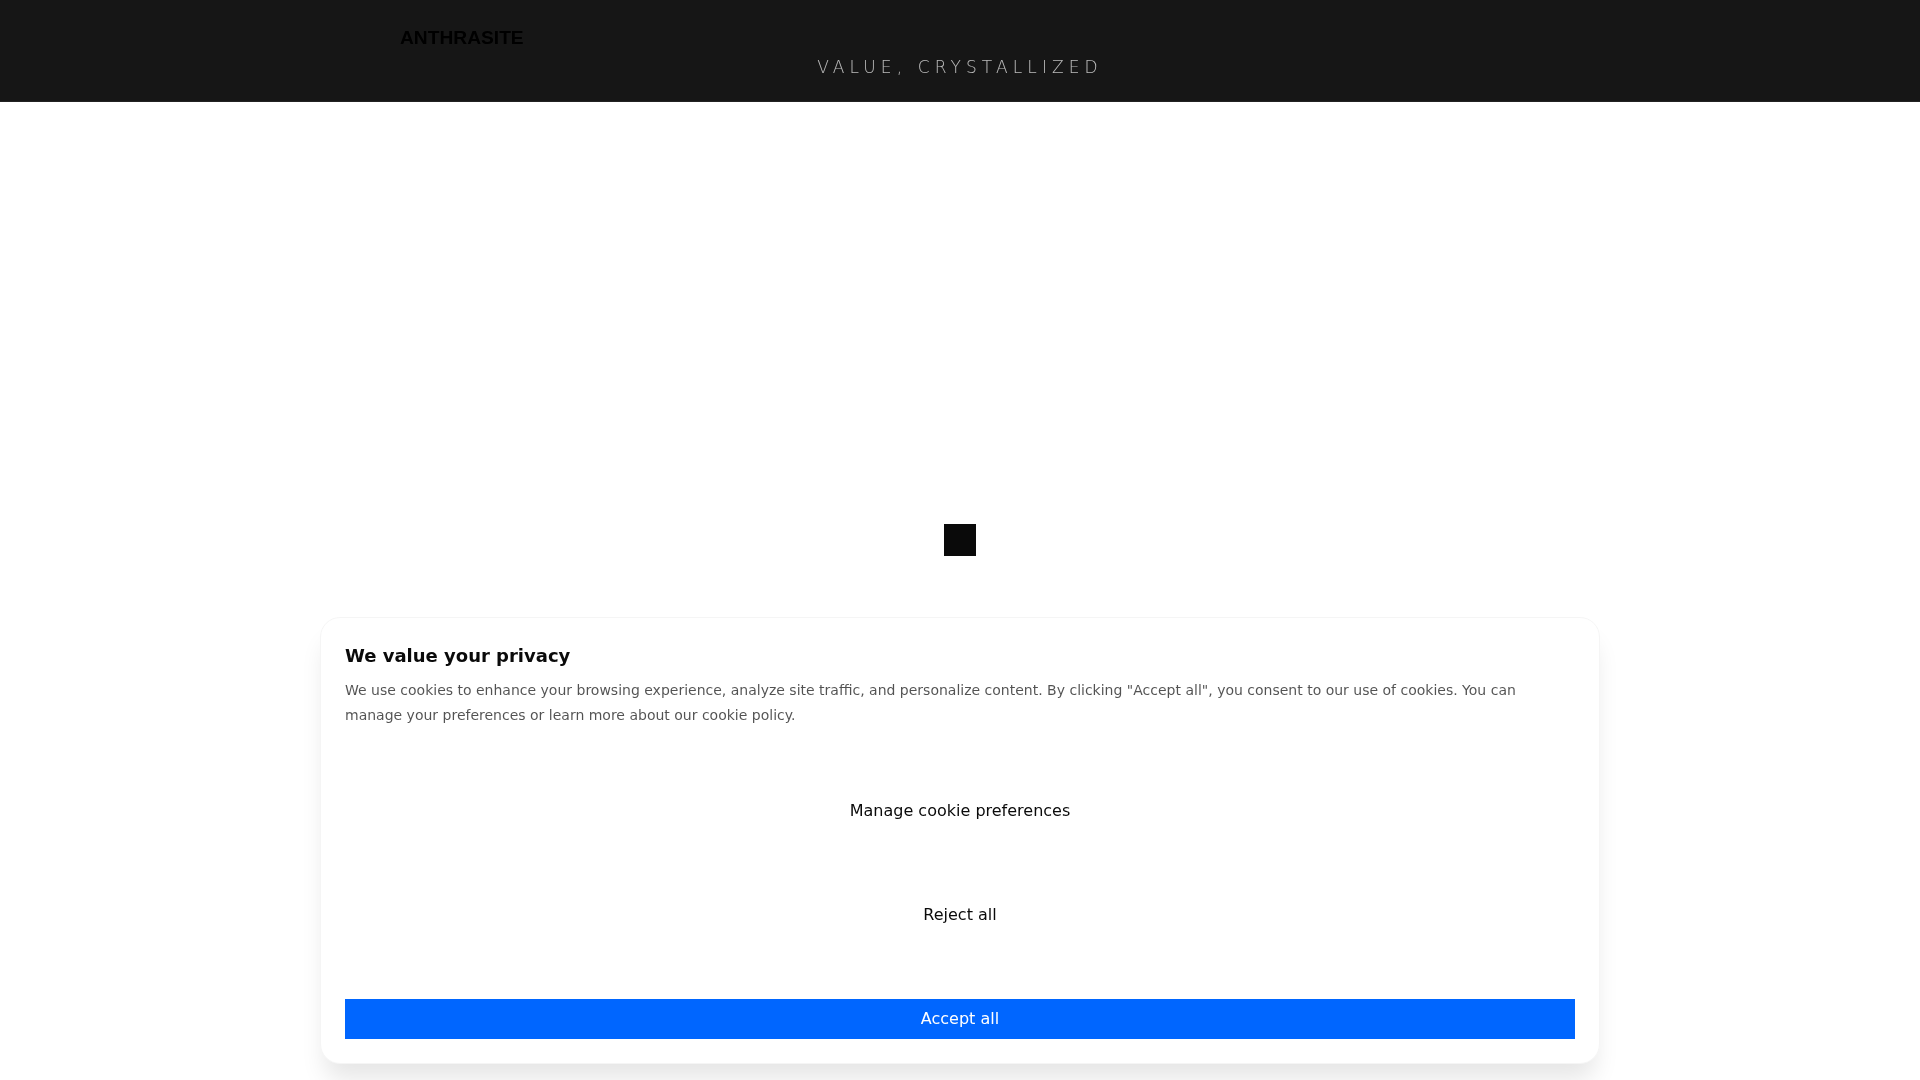 ANTHRASITE
VALUE, CRYSTALLIZED
We value your privacy
We use cookies to enhance your browsing experience, analyze site traffic, and personalize content. By clicking "Accept all", you consent to our use of cookies. You can
manage your preferences or learn more about our cookie policy.
Manage cookie preferences
Reject all
Accept all